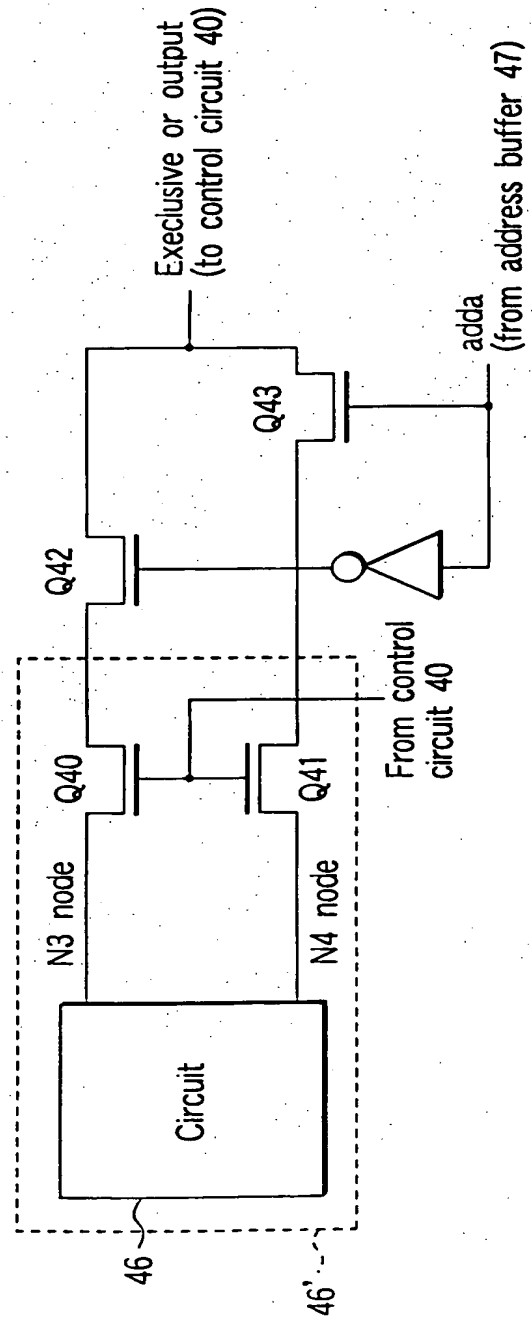 46
46'
Circuit
N3 node
N4 node
Q40
Q41
From control
circuit 40
Q42
Q43
Execlusive or output
(to control circuit 40)
adda
(from address buffer 47)